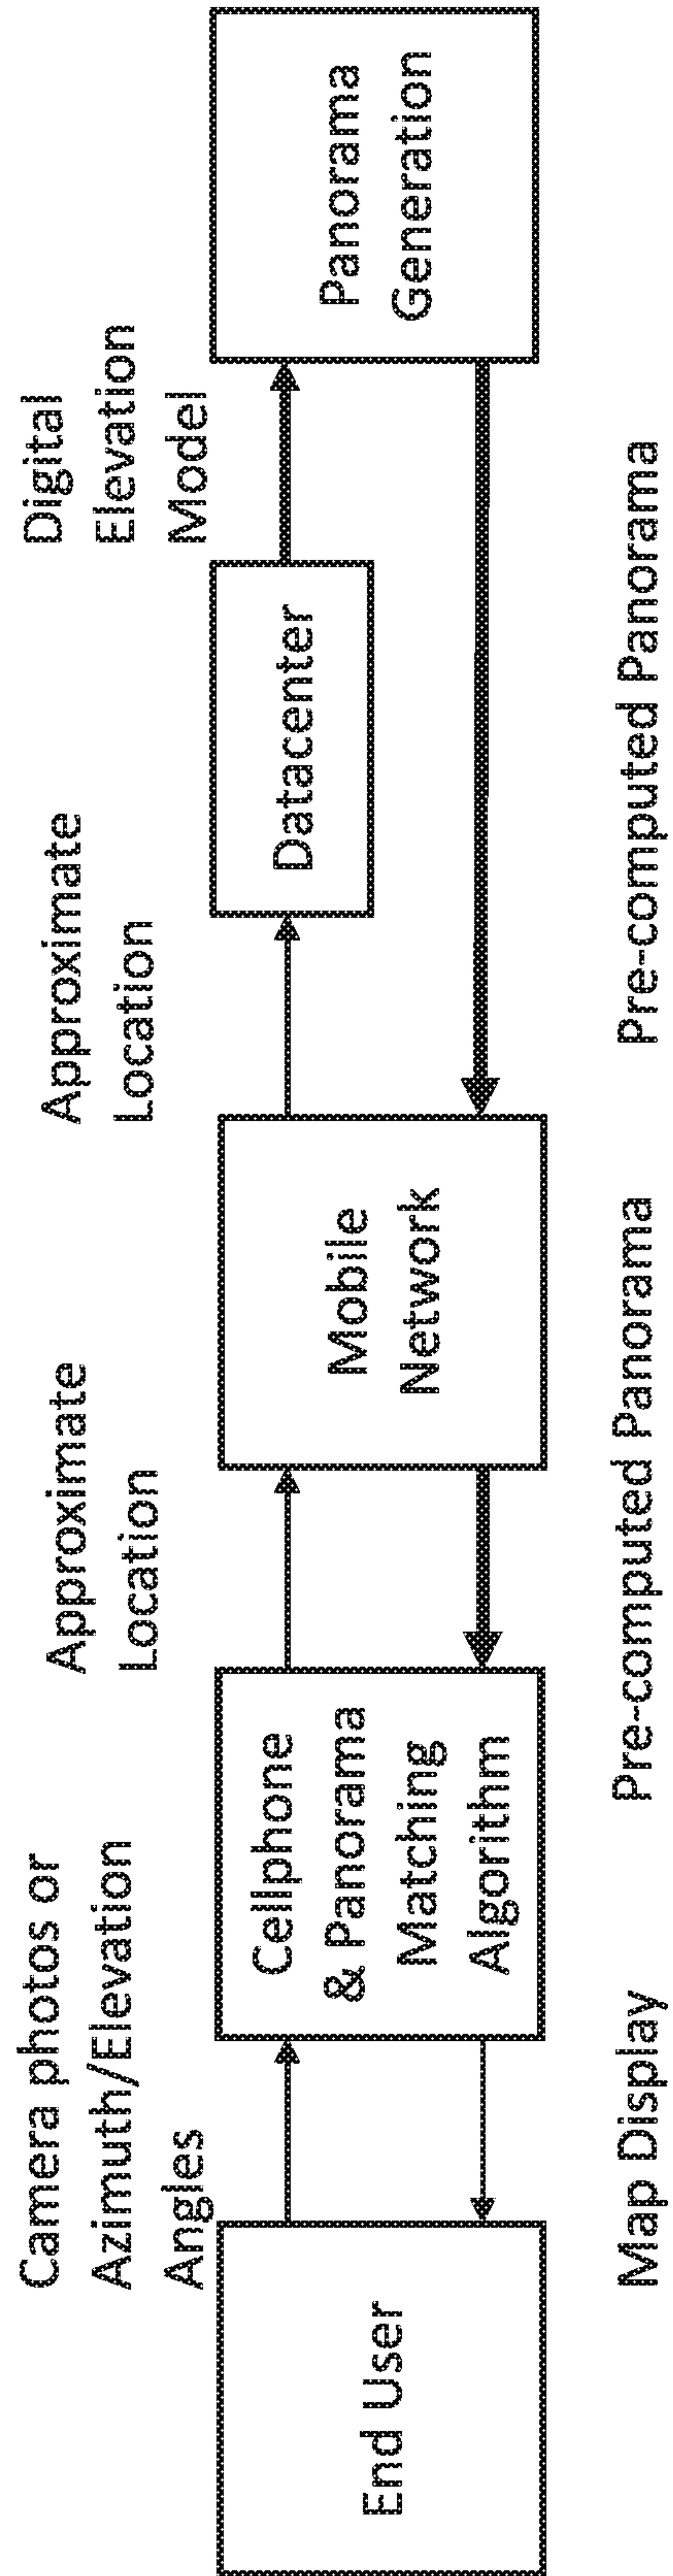 Camera photos or
Azimuth/Elevation
Angles
Approximate
Location
Approximate
Location
Digital
Elevation
Model
End User
Cellphone
& Panorama
Matching
Algorithm
Mobile
Network
Datacenter
Panorama
Generation
Map Display
Pre-computed Panorama
Pre-computed Panorama